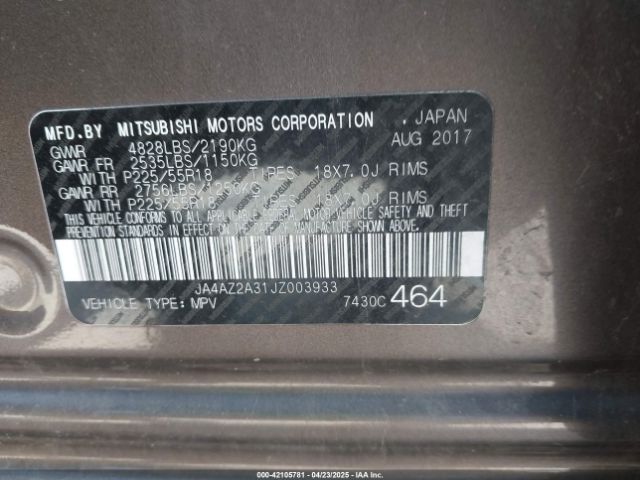 MFD.BY MITSUBISHI MOTORS CORPORATION . JAPAN
GVWR 4828LBS/2190KG AUG 2017
GAWR FR 2535LBS/1150KG
WITH P225/55R18 TIRES 18X7.0J RIMS
GAWR RR 2756LBS/1250KG
WITH P225/55R18 TIRES 18X7.0J RIMS
THIS VEHICLE CONFORMS TO ALL APPLICABLE FEDERAL MOTOR VEHICLE SAFETY AND THEFT
PREVENTION STANDARDS IN EFFECT ON THE DATE OF MANUFACTURE SHOWN ABOVE.
JA4AZ2A31JZ003933
VEHICLE TYPE: MPV 7430C 464
000-42105781 - 04/23/2025 - IAAI.COM